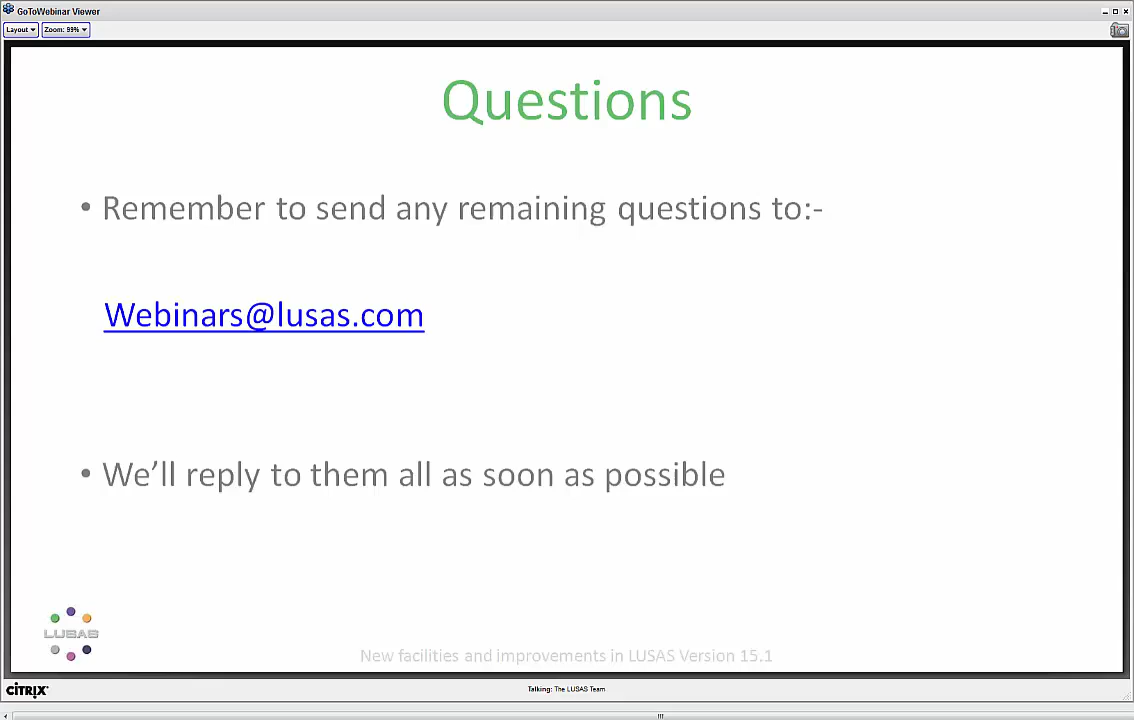 GoToWebinar Viewer
Layout Zoom: 99%
Questions
• Remember to send any remaining questions to:-
Webinars@lusas.com
• We’ll reply to them all as soon as possible
LUSAS
New facilities and improvements in LUSAS Version 15.1
CITRIX Talking: The LUSAS Team